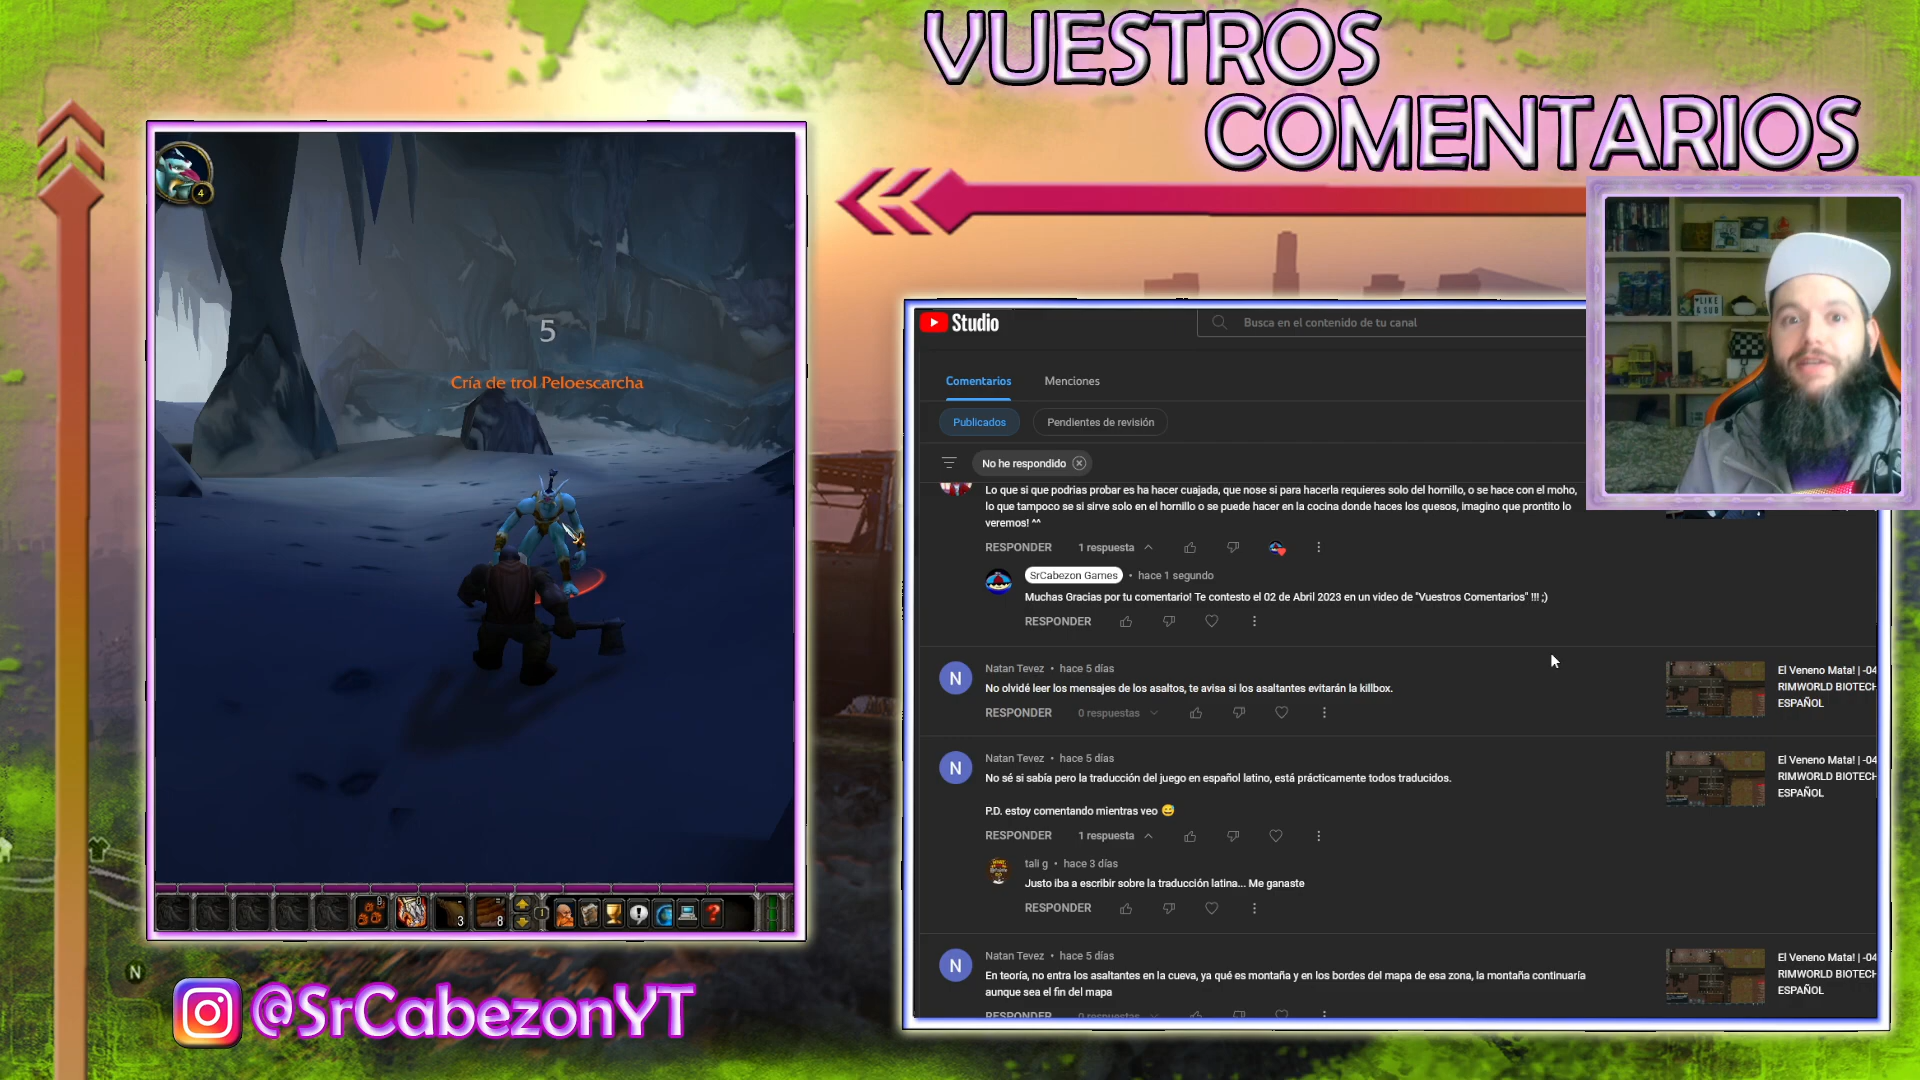 VUESTROS
COMENTARIOS
4
5
Cría de trol Peloescarcha
9
3
8
N
@SrCabezonYT
LIKE
& SUB
Studio
Busca en el contenido de tu canal
Comentarios
Menciones
Publicados
Pendientes de revisión
No he respondido
Lo que si que podrias probar es ha hacer cuajada, que nose si para hacerla requieres solo del hornillo, o se hace con el moho,
lo que tampoco se si sirve solo en el hornillo o se puede hacer en la cocina donde haces los quesos, imagino que prontito lo
veremos! ^^
RESPONDER 1 respuesta
SrCabezon Games • hace 1 segundo
Muchas Gracias por tu comentario! Te contesto el 02 de Abril 2023 en un video de "Vuestros Comentarios" !!! ;)
RESPONDER
N
Natan Tevez • hace 5 días
No olvidé leer los mensajes de los asaltos, te avisa si los asaltantes evitarán la killbox.
RESPONDER 0 respuestas
El Veneno Mata! | -04
RIMWORLD BIOTECH
ESPAÑOL
N
Natan Tevez • hace 5 días
No sé si sabía pero la traducción del juego en español latino, está prácticamente todos traducidos.
P.D. estoy comentando mientras veo 😅
RESPONDER 1 respuesta
El Veneno Mata! | -04
RIMWORLD BIOTECH
ESPAÑOL
tali g • hace 3 días
Justo iba a escribir sobre la traducción latina... Me ganaste
RESPONDER
N
Natan Tevez • hace 5 días
En teoría, no entra los asaltantes en la cueva, ya qué es montaña y en los bordes del mapa de esa zona, la montaña continuaría
aunque sea el fin del mapa
RESPONDER 0 respuestas
El Veneno Mata! | -04
RIMWORLD BIOTECH
ESPAÑOL